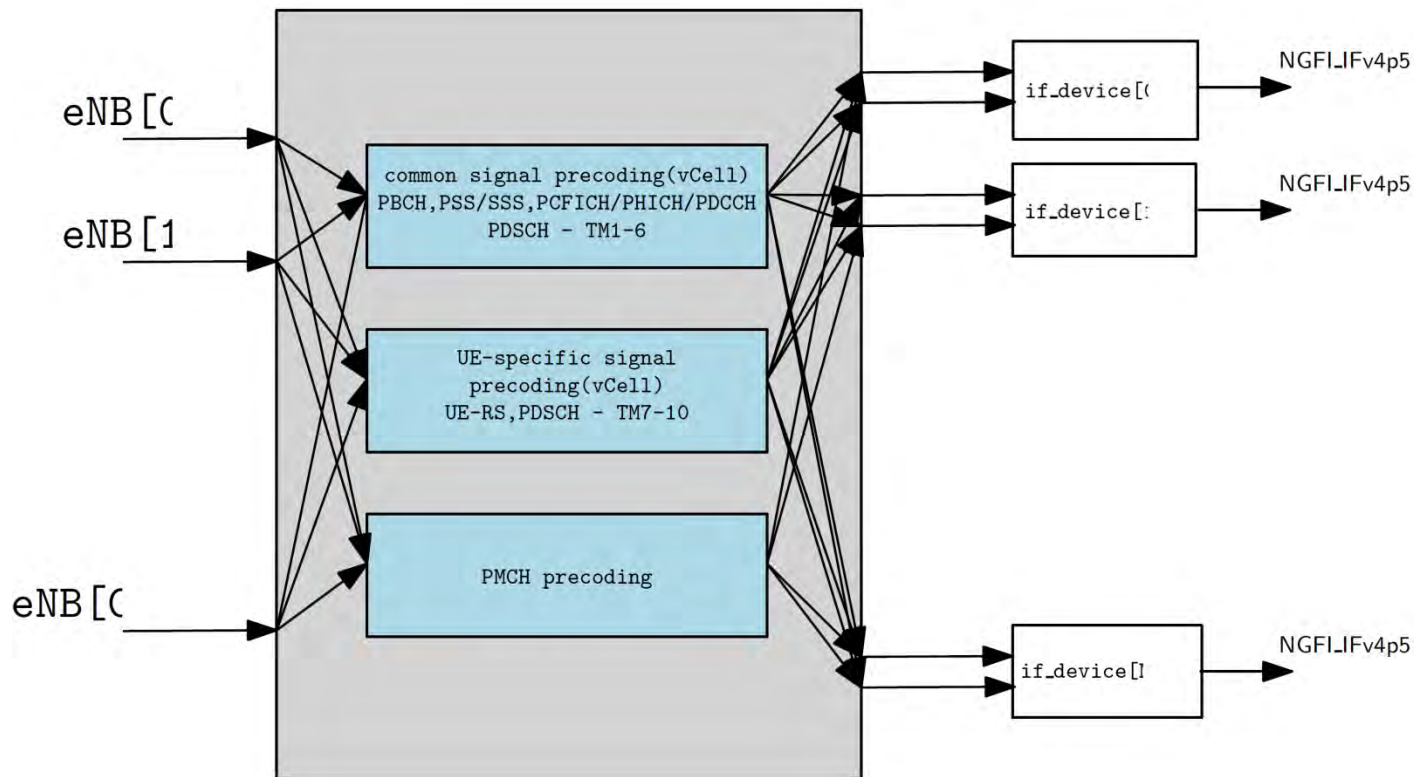 NGFI_IFv4p5
if_device[
eNB[
common signal precoding(vCell)
PBCH,PSS/SSS,PCFICH/PHICH/PDCCH
PDSCH - TM1-6
NGFI_IFv4p5
if_device[
eNB[1
UE-specific signal
precoding(vCell)
UE-RS,PDSCH - TM7-10
PMCH precoding
eNB[
NGFI_IFv4p5
if_device[